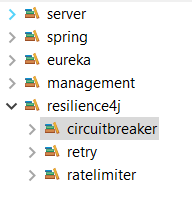 server
spring
eureka
management
resilience4j
circuitbreaker
retry
ratelimiter